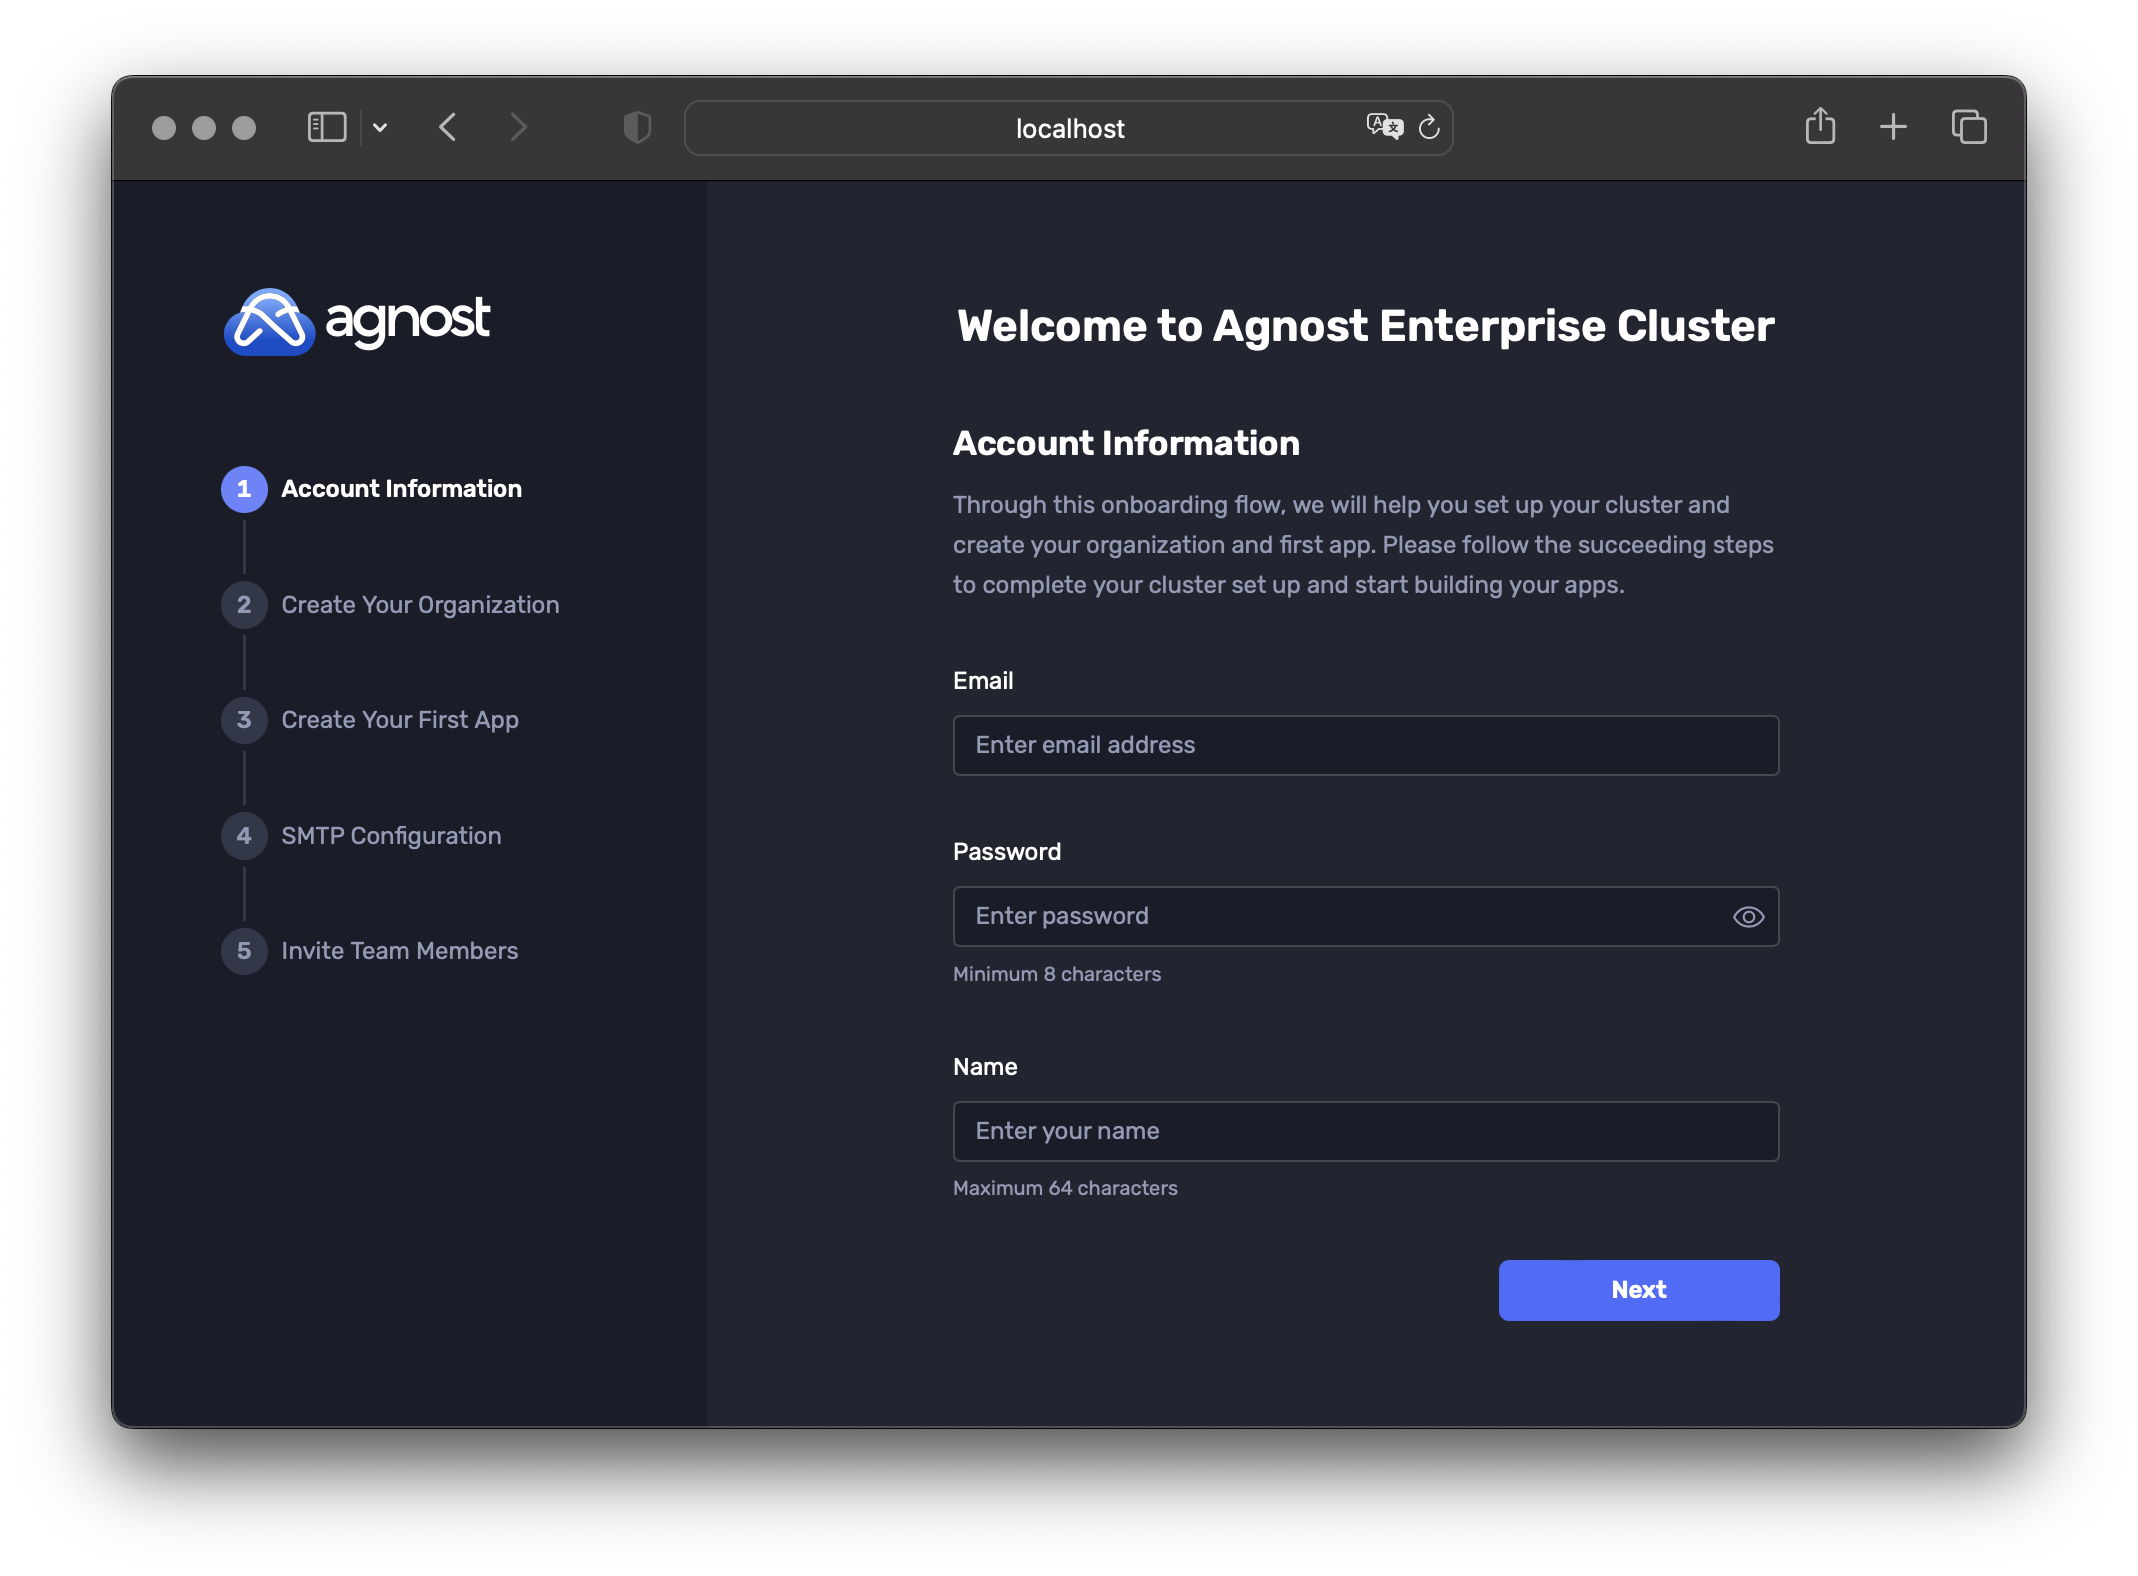 localhost
agnost
1 Account Information
2 Create Your Organization
3 Create Your First App
4 SMTP Configuration
5 Invite Team Members
Welcome to Agnost Enterprise Cluster
Account Information
Through this onboarding flow, we will help you set up your cluster and
create your organization and first app. Please follow the succeeding steps
to complete your cluster set up and start building your apps.
Email
Enter email address
Password
Enter password
Minimum 8 characters
Name
Enter your name
Maximum 64 characters
Next